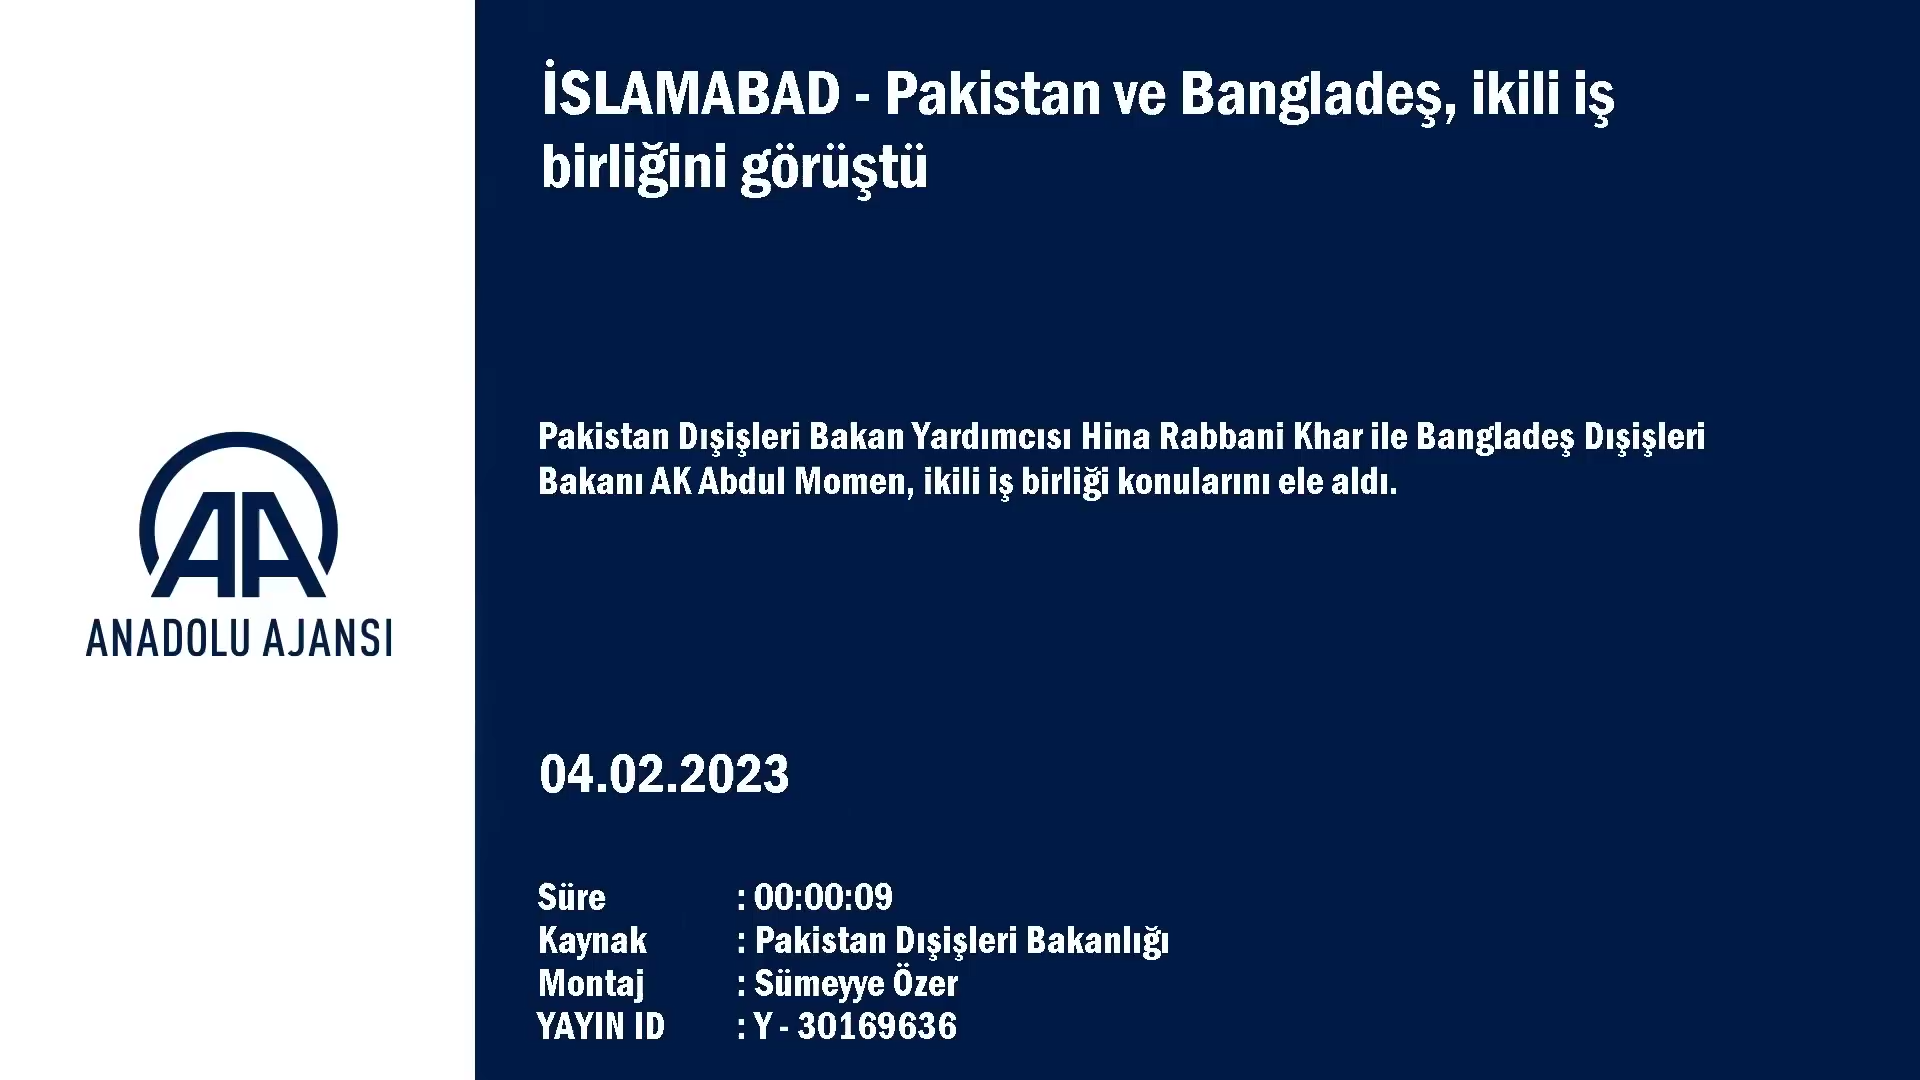 İSLAMABAD - Pakistan ve Bangladeş, ikili iş
birliğini görüştü
Pakistan Dışişleri Bakan Yardımcısı Hina Rabbani Khar ile Bangladeş Dışişleri
Bakanı AK Abdul Momen, ikili iş birliği konularını ele aldı.
AA
ANADOLU AJANSI
04.02.2023
Süre : 00:00:09
Kaynak : Pakistan Dışişleri Bakanlığı
Montaj : Sümeyye Özer
YAYIN ID : Y - 30169636